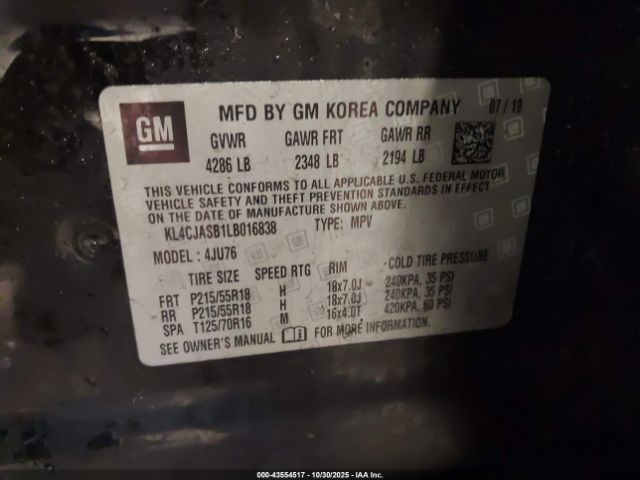 GM
MFD BY GM KOREA COMPANY 07 / 19
GVWR GAWR FRT GAWR RR
4286 LB 2348 LB 2194 LB
THIS VEHICLE CONFORMS TO ALL APPLICABLE U.S. FEDERAL MOTOR
VEHICLE SAFETY AND THEFT PREVENTION STANDARDS IN EFFECT
ON THE DATE OF MANUFACTURE SHOWN ABOVE.
KL4CJASB1LB016838 TYPE: MPV
MODEL : 4JU76
TIRE SIZE SPEED RTG RIM COLD TIRE PRESSURE
FRT P215/55R18 H 18x7.0J 240KPA, 35 PSI
RR P215/55R18 H 18x7.0J 240KPA, 35 PSI
SPA T125/70R16 M 16x4.0T 420KPA, 60 PSI
SEE OWNER'S MANUAL FOR MORE INFORMATION.
000-43554517 - 10/30/2025 - IAA Inc.